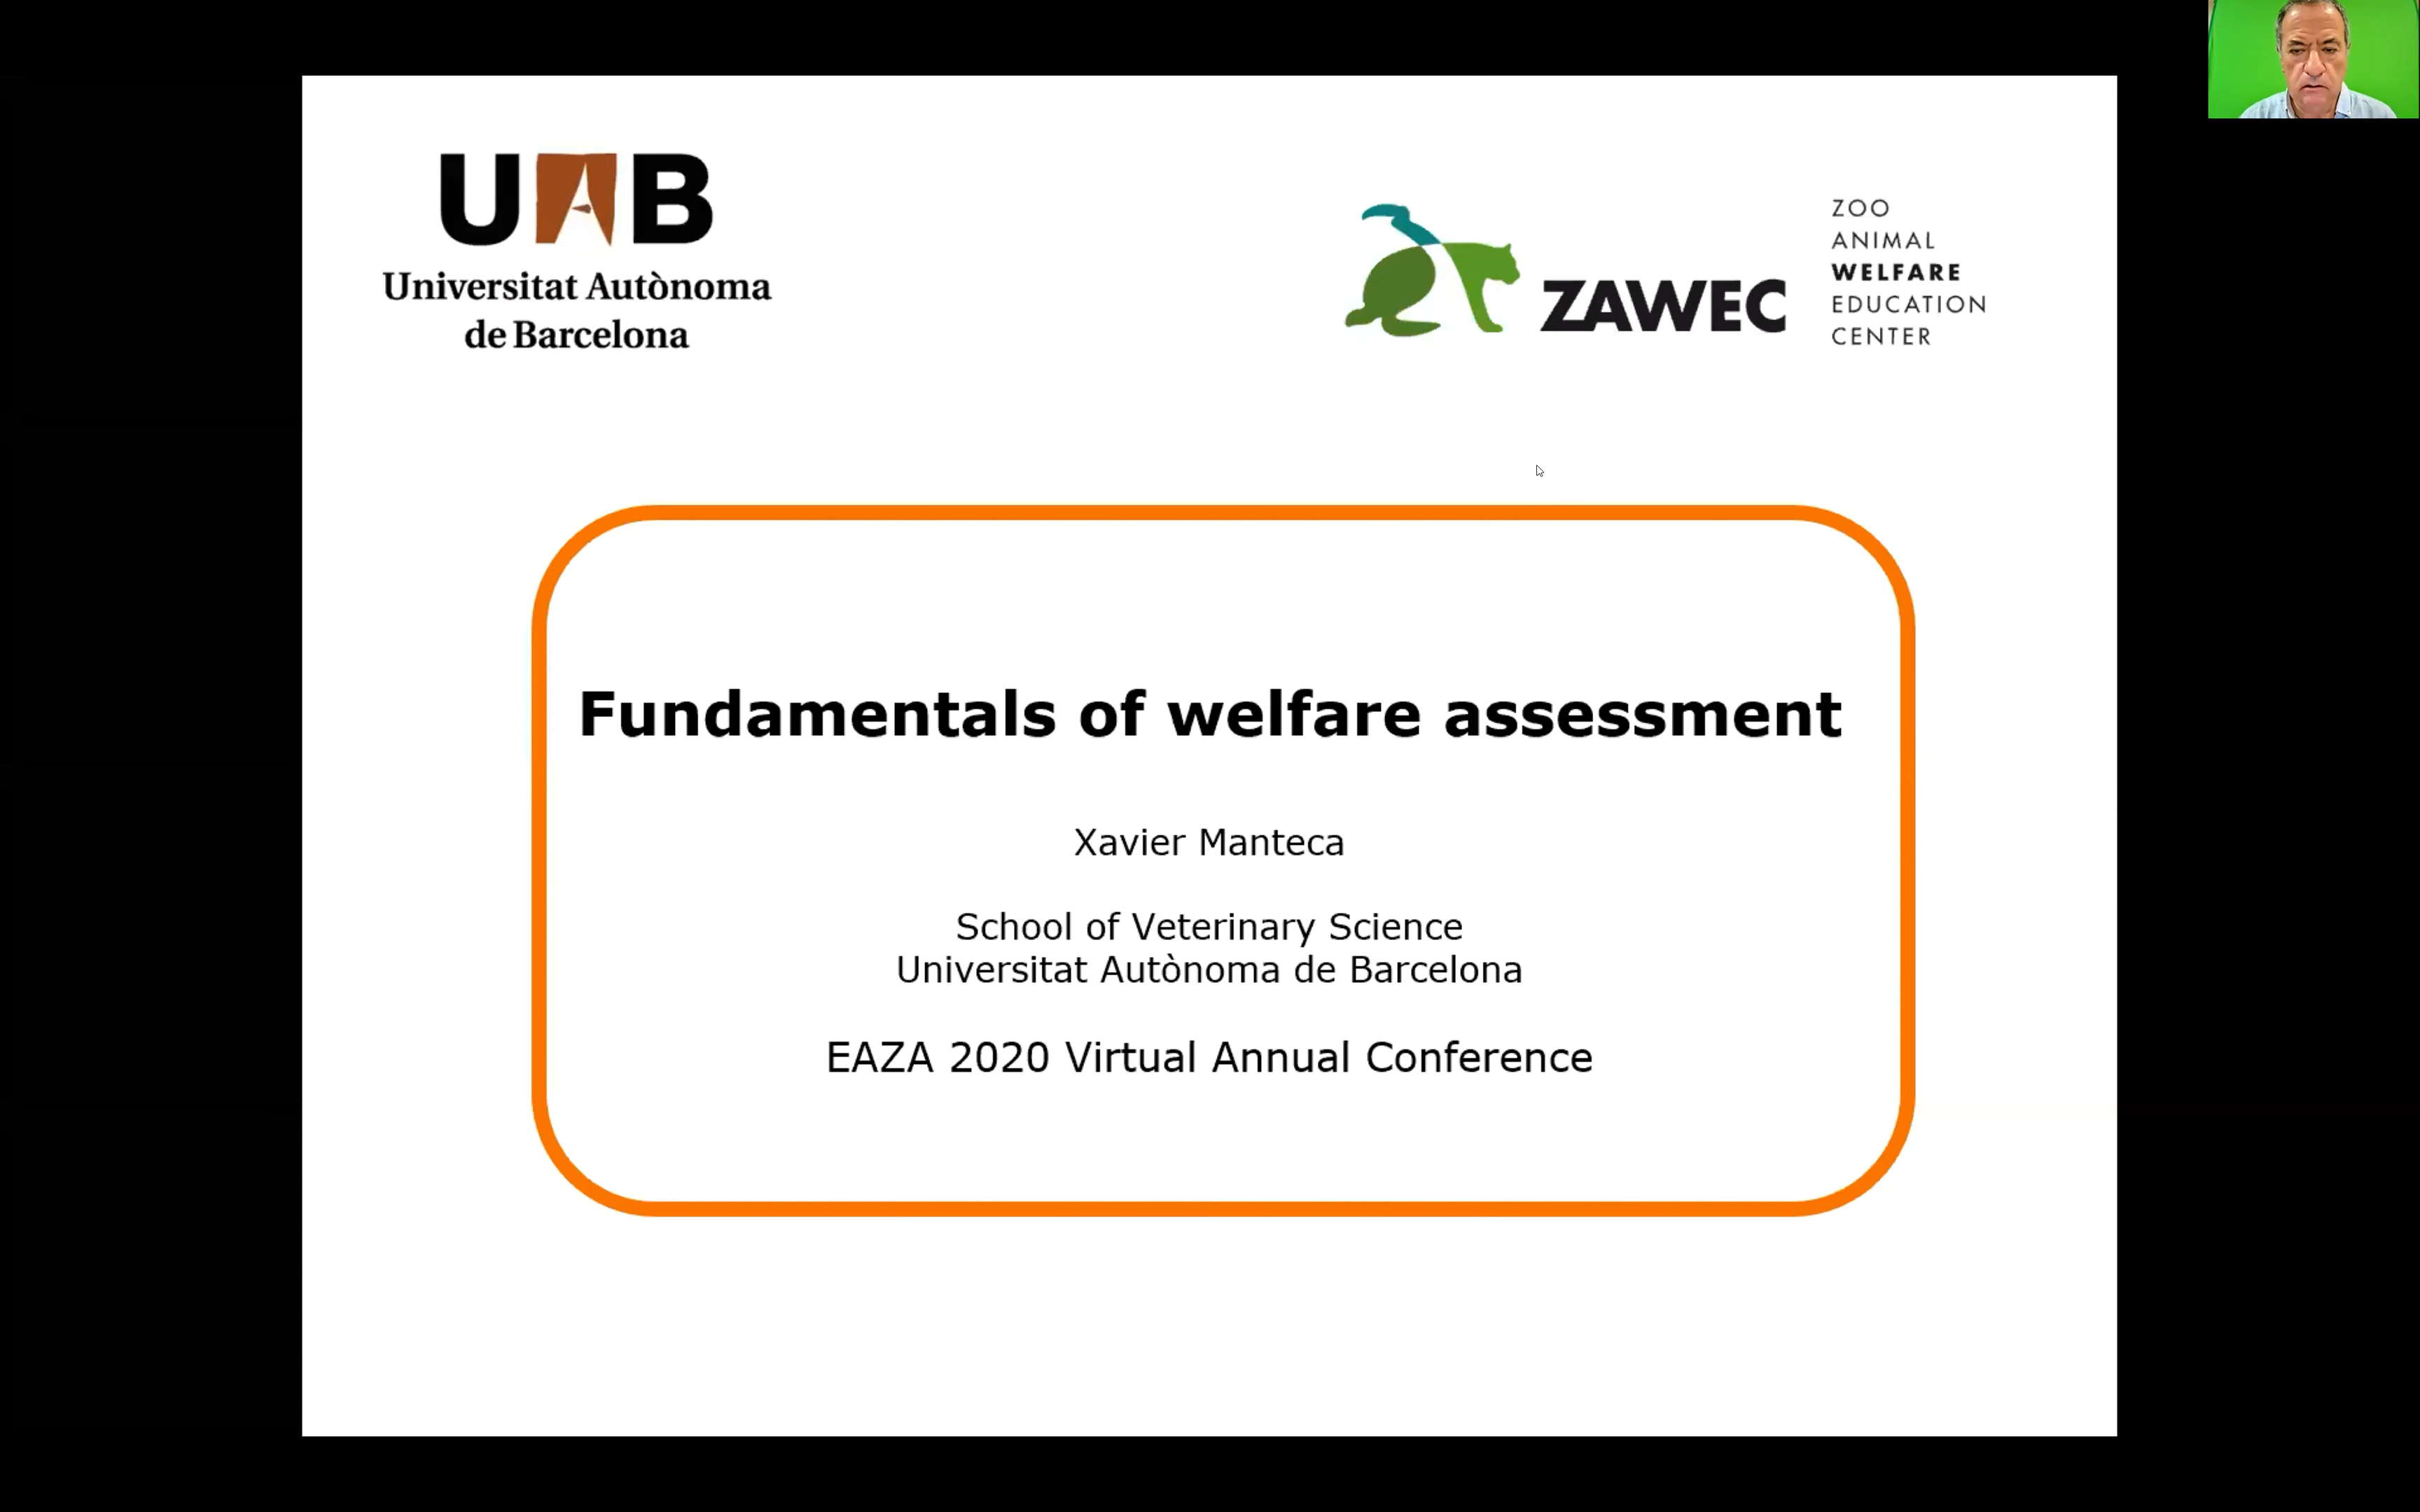 UAB
Universitat Autònoma
de Barcelona
ZAWEC
ZOO
ANIMAL
WELFARE
EDUCATION
CENTER
Fundamentals of welfare assessment
Xavier Manteca
School of Veterinary Science
Universitat Autònoma de Barcelona
EAZA 2020 Virtual Annual Conference